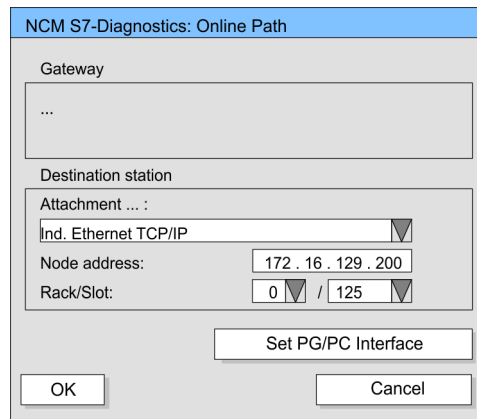 NCM S7-Diagnostics: Online Path
Gateway
...
Destination station
Attachment ... :
Ind. Ethernet TCP/IP
Node address: 172 . 16 . 129 . 200
Rack/Slot: 0 / 125
Set PG/PC Interface
OK Cancel